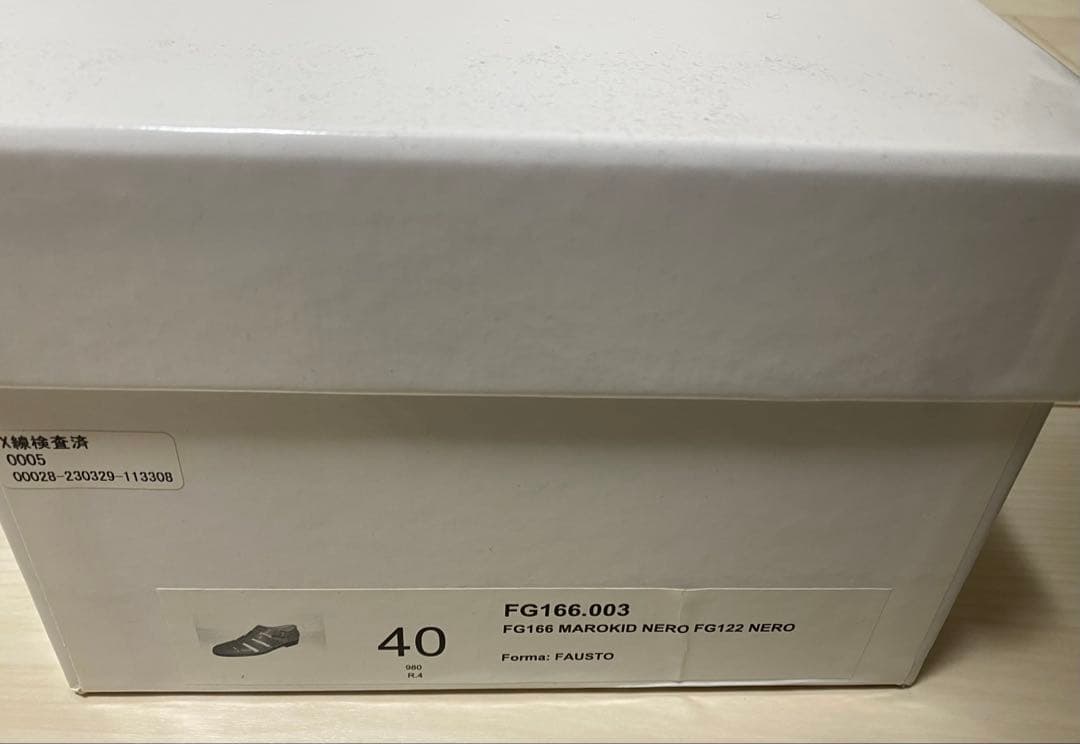 X線検査済
0005
00028-230329-113308
40
980
R.4
FG166.003
FG166 MAROKID NERO FG122 NERO
Forma: FAUSTO